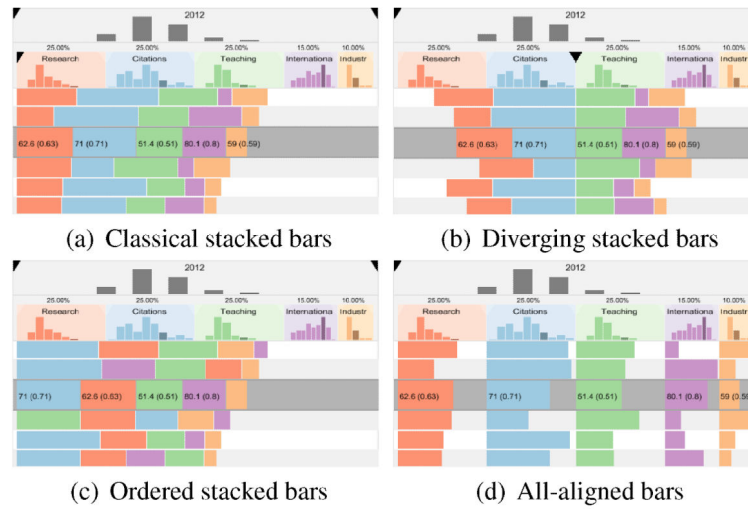 2012
25.00% 25.00% 25.00% 15.00% 10.00%
Research Citations Teaching Internationa Industr
62.6 (0.63) 71 (0.71) 51.4 (0.51) 80.1 (0.8) 59 (0.59)
(a) Classical stacked bars
2012
25.00% 25.00% 25.00% 15.00% 10.00%
Research Citations Teaching Internationa Industr
62.6 (0.63) 71 (0.71) 51.4 (0.51) 80.1 (0.8) 59 (0.59)
(b) Diverging stacked bars
2012
25.00% 25.00% 25.00% 15.00% 10.00%
Research Citations Teaching Internationa Industr
71 (0.71) 62.6 (0.63) 51.4 (0.51) 80.1 (0.8)
(c) Ordered stacked bars
2012
25.00% 25.00% 25.00% 15.00% 10.00%
Research Citations Teaching Internationa Industr
62.6 (0.63) 71 (0.71) 51.4 (0.51) 80.1 (0.8) 59 (0.59
(d) All-aligned bars